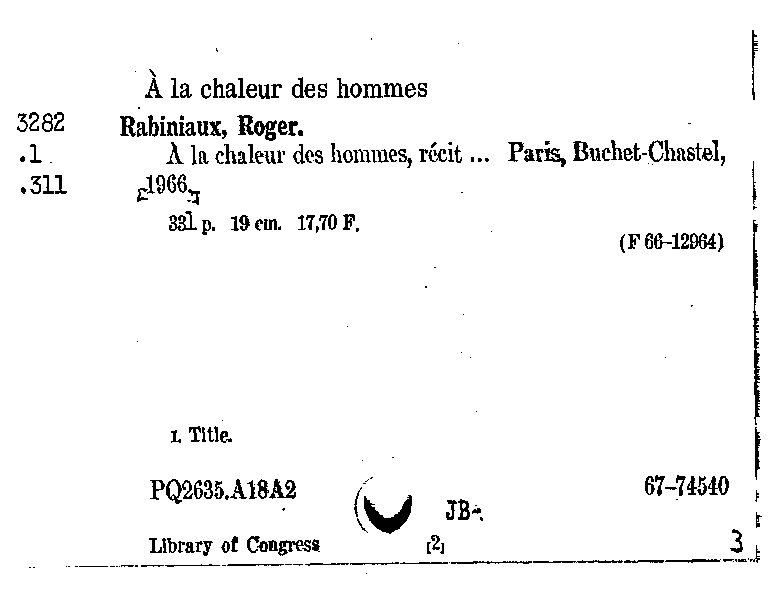 À la chaleur des hommes
3282 Rabiniaux, Roger.
.1 À la chaleur des hommes, récit ... Paris, Buchet-Chastel,
.311 [1966]
331 p. 19 cm. 17,70 F.
(F 66-12964)
1. Title.
PQ2635.A18A2 67-74540
JB
Library of Congress [2] 3